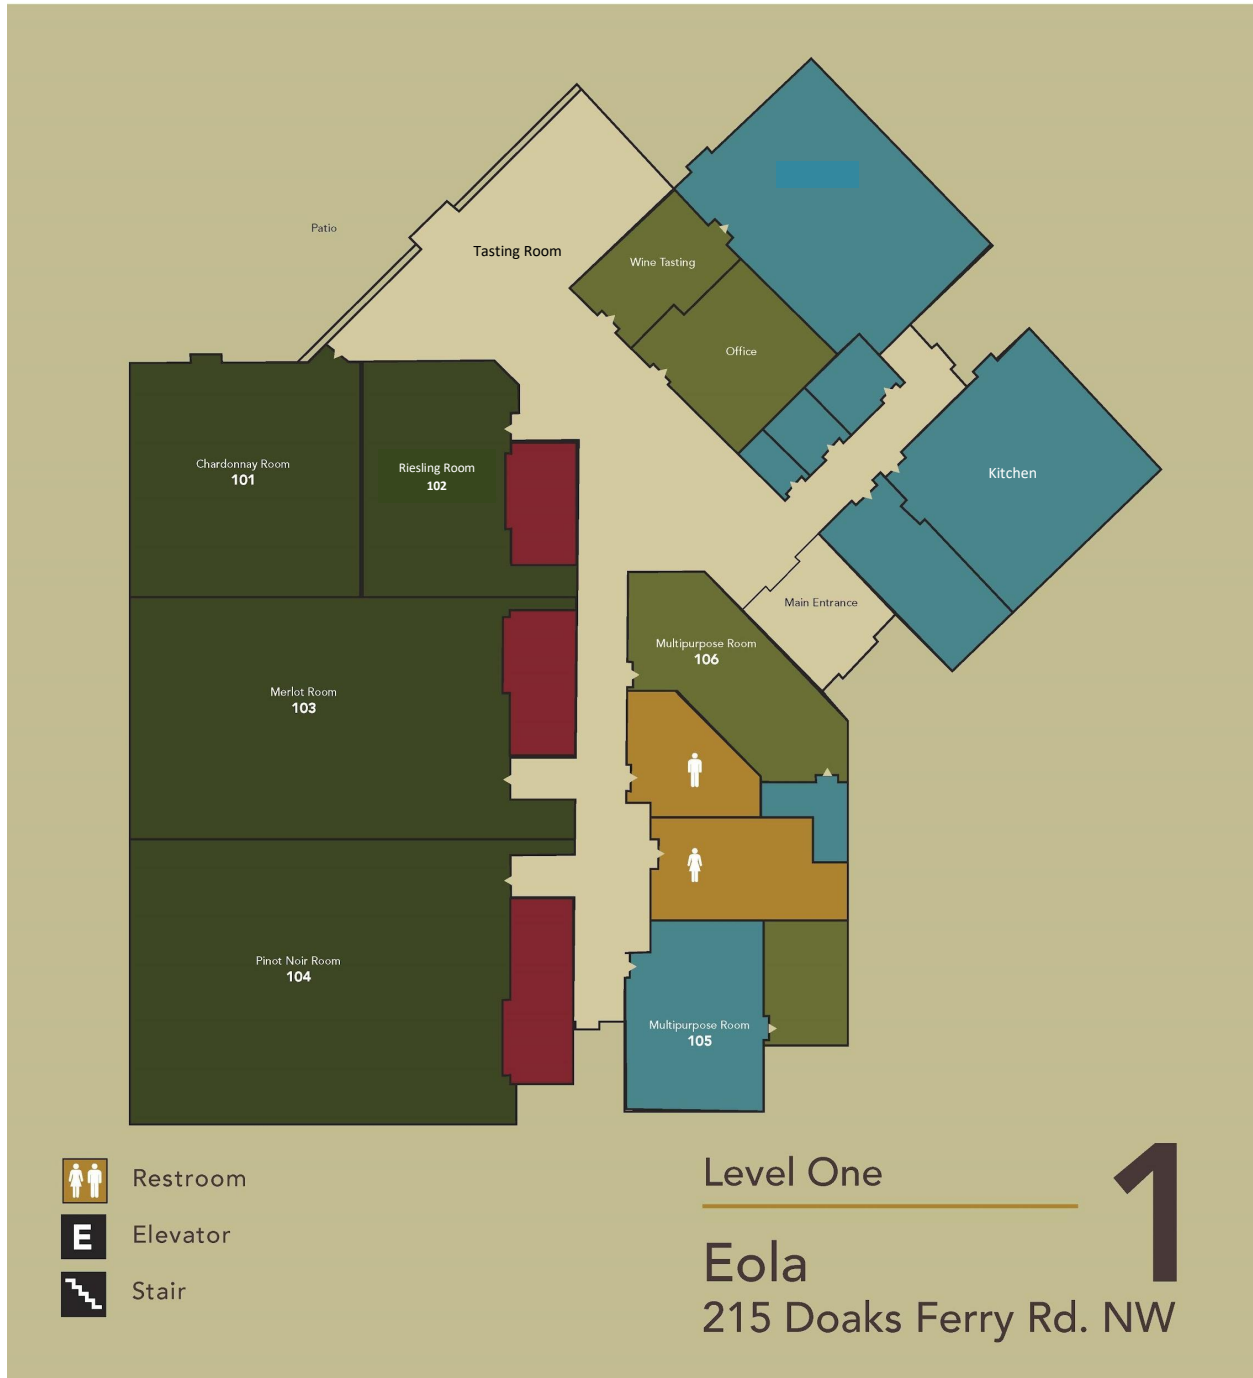 Patio
Tasting Room
Wine Tasting
Office
Kitchen
Chardonnay Room
101
Riesling Room
102
Main Entrance
Multipurpose Room
106
Merlot Room
103
Pinot Noir Room
104
Multipurpose Room
105
Restroom
E
Elevator
Stair
Level One
1
Eola
215 Doaks Ferry Rd. NW